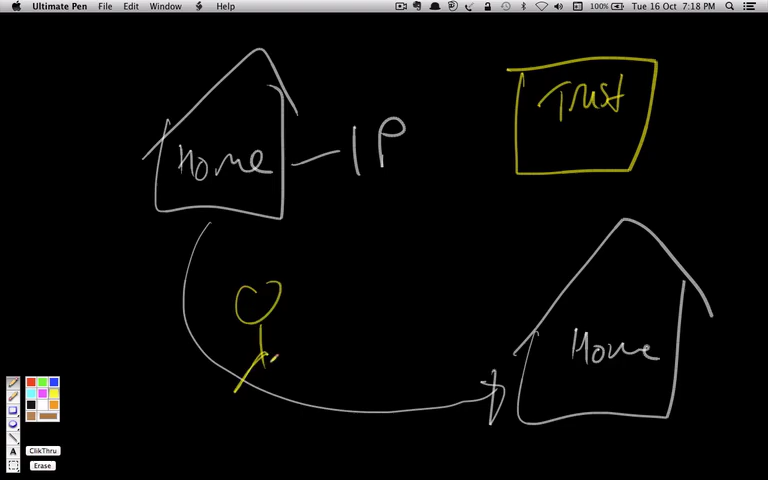 Ultimate Pen File Edit Window Help 100% Tue 16 Oct 7:18 PM
Trust
Home IP
Home
A
ClikThru
Erase